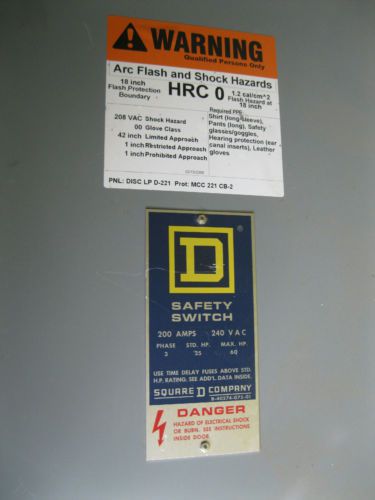 WARNING
Qualified Persons Only
Arc Flash and Shock Hazards
18 inch
Flash Protection
Boundary
HRC 0
1.2 cal/cm^2
Flash Hazard at
18 inch
208 VAC Shock Hazard
00 Glove Class
42 inch Limited Approach
1 inch Restricted Approach
1 inch Prohibited Approach
Required PPE
Shirt (long-sleeve),
Pants (long), Safety
glasses/goggles,
Hearing protection (ear
canal inserts), Leather
gloves
PNL: DISC LP D-221 Prot: MCC 221 CB-2
D
SAFETY
SWITCH
200 AMPS 240 VAC
PHASE STD. HP. MAX. HP.
3 25 60
USE TIME DELAY FUSES ABOVE STD.
H.P. RATING. SEE ADD'L DATA INSIDE.
SQUARE D COMPANY
B-40274-072-01
DANGER
HAZARD OF ELECTRICAL SHOCK
OR BURN. SEE INSTRUCTIONS
INSIDE DOOR